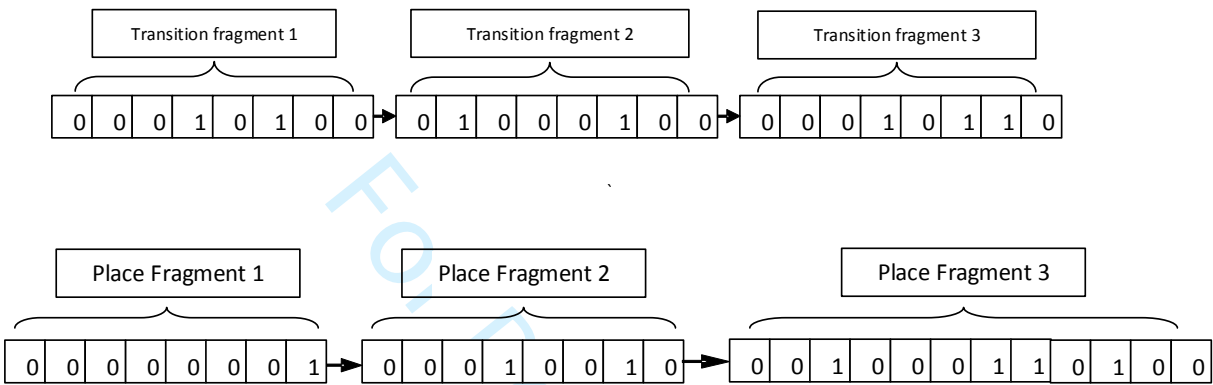 Transition fragment 1 Transition fragment 2 Transition fragment 3
0 0 0 1 0 1 0 0 0 1 0 0 0 1 0 0 0 0 0 1 0 1 1 0
`
Place Fragment 1 Place Fragment 2 Place Fragment 3
0 0 0 0 0 0 0 1 0 0 0 1 0 0 1 0 0 0 1 0 0 0 1 1 0 1 0 0
For